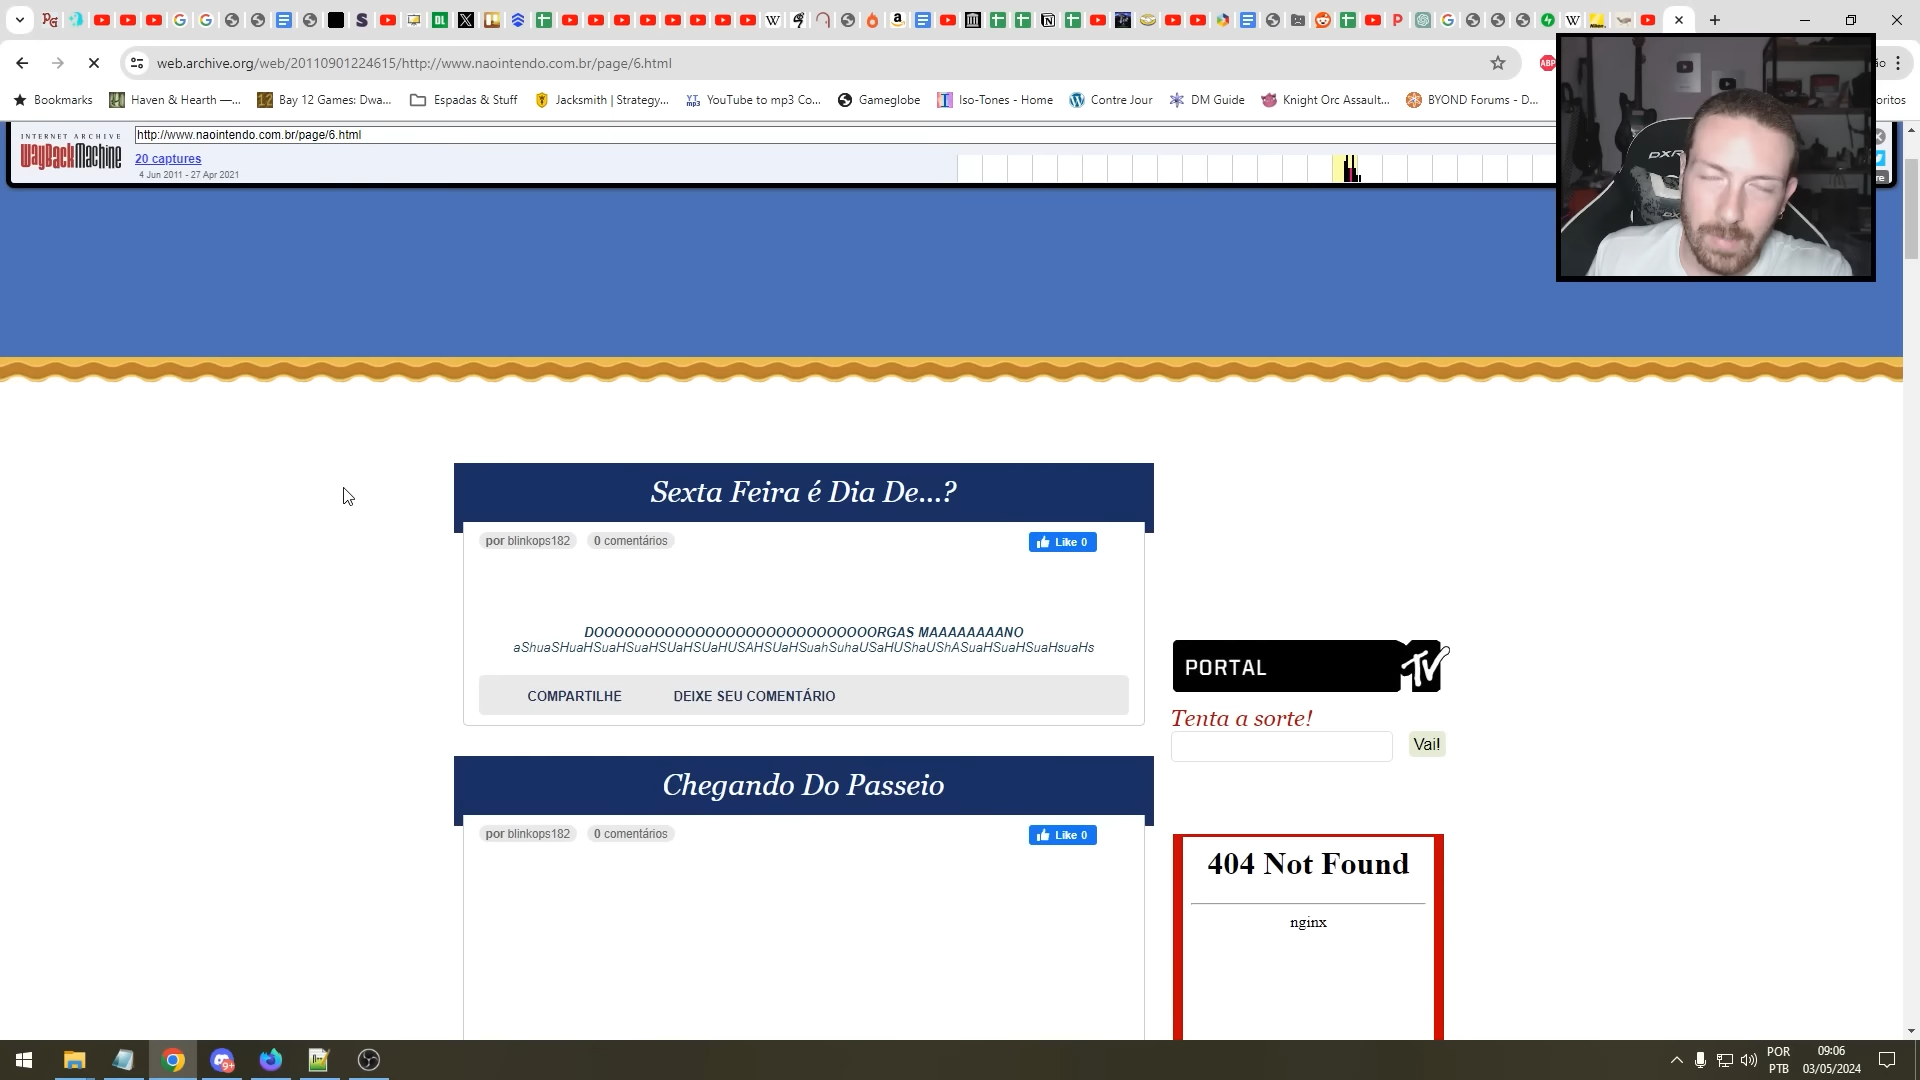 web.archive.org/web/20110901224615/http://www.naointendo.com.br/page/6.html
ABP
Bookmarks
Haven & Hearth —...
Bay 12 Games: Dwa...
Espadas & Stuff
Jacksmith | Strategy...
YouTube to mp3 Co...
Gameglobe
Iso-Tones - Home
Contre Jour
DM Guide
Knight Orc Assault...
BYOND Forums - D...
oritos
INTERNET ARCHIVE
WayBackMachine
http://www.naointendo.com.br/page/6.html
20 captures
4 Jun 2011 - 27 Apr 2021
DXR
Sexta Feira é Dia De...?
por blinkops182
0 comentários
Like 0
DOOOOOOOOOOOOOOOOOOOOOOOOOOOORGAS MAAAAAAAANO
aShuaSHuaHSuaHSuaHSUaHSUaHUSAHSUaHSuahSuhaUSaHUShaUShASuaHSuaHSuaHsuaHs
COMPARTILHE
DEIXE SEU COMENTÁRIO
PORTAL
TV
Tenta a sorte!
Vai!
Chegando Do Passeio
por blinkops182
0 comentários
Like 0
404 Not Found
nginx
POR
PTB
09:06
03/05/2024